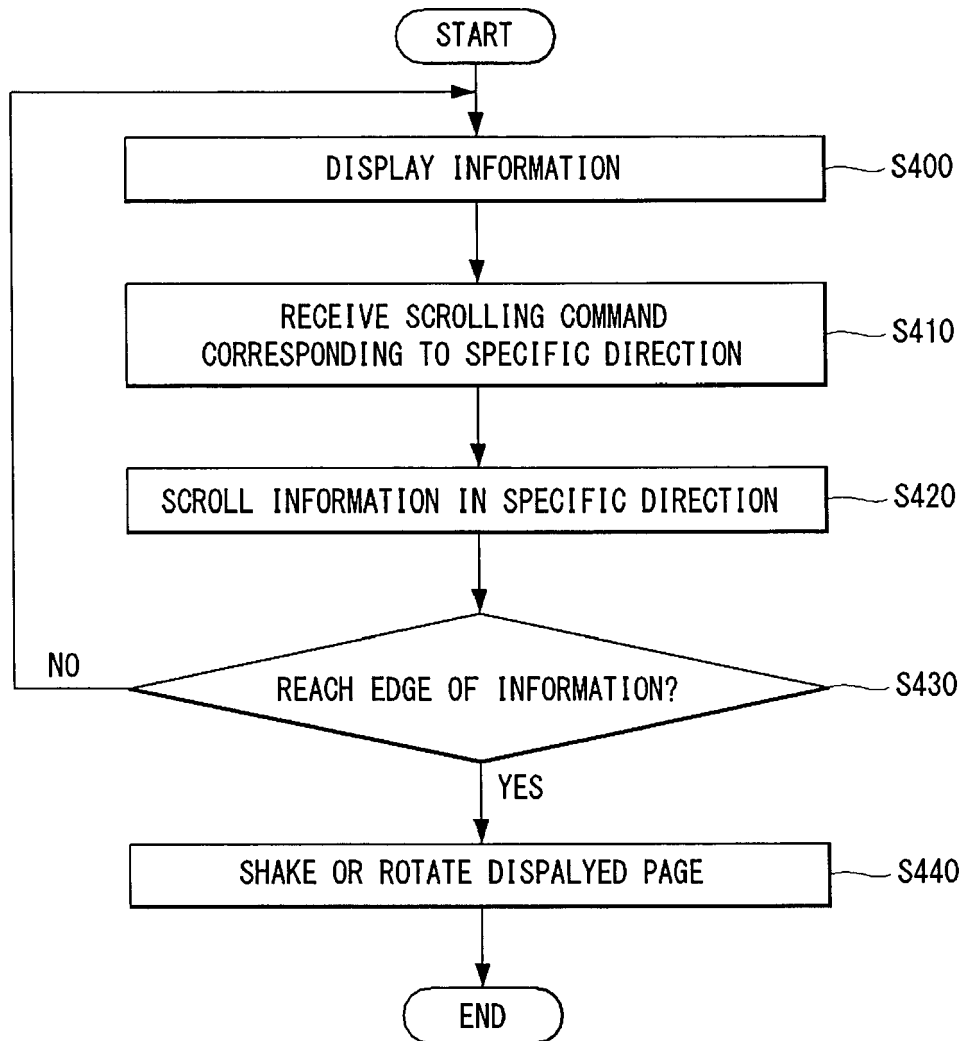 START
DISPLAY INFORMATION
S400
RECEIVE SCROLLING COMMAND
CORRESPONDING TO SPECIFIC DIRECTION
S410
SCROLL INFORMATION IN SPECIFIC DIRECTION
S420
NO
REACH EDGE OF INFORMATION?
S430
YES
SHAKE OR ROTATE DISPALYED PAGE
S440
END